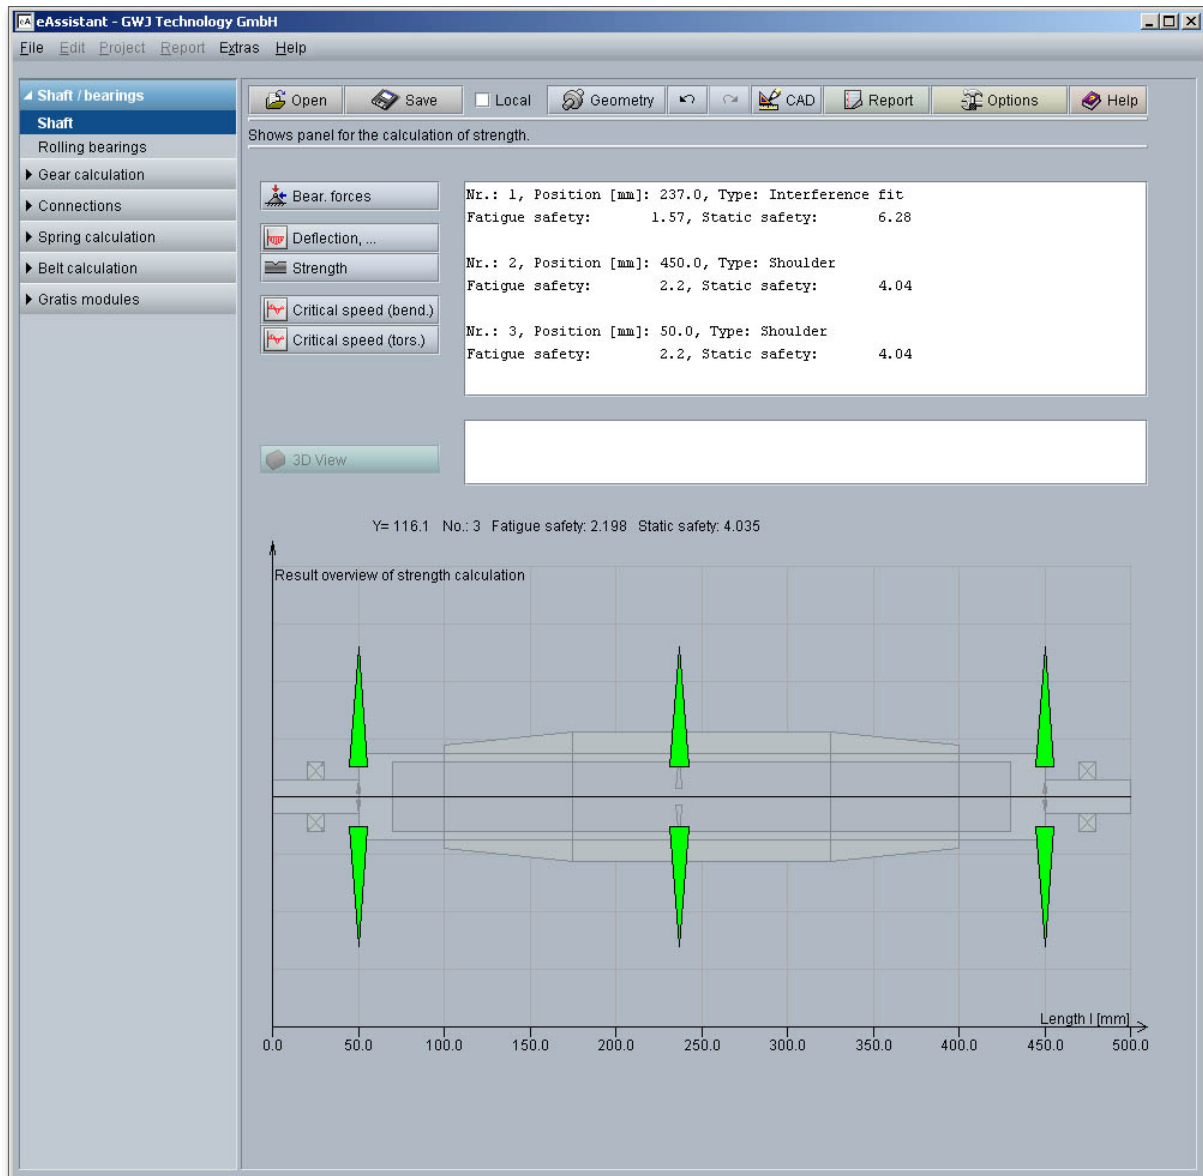 eA eAssistant - GWJ Technology GmbH
File Edit Project Report Extras Help
Shaft / bearings
Shaft
Rolling bearings
Gear calculation
Connections
Spring calculation
Belt calculation
Gratis modules
Open Save Local Geometry CAD Report Options Help
Shows panel for the calculation of strength.
Bear. forces
Deflection, ...
Strength
Critical speed (bend.)
Critical speed (tors.)
3D View
Nr.: 1, Position [mm]: 237.0, Type: Interference fit
Fatigue safety: 1.57, Static safety: 6.28
Nr.: 2, Position [mm]: 450.0, Type: Shoulder
Fatigue safety: 2.2, Static safety: 4.04
Nr.: 3, Position [mm]: 50.0, Type: Shoulder
Fatigue safety: 2.2, Static safety: 4.04
Y= 116.1 No.: 3 Fatigue safety: 2.198 Static safety: 4.035
Result overview of strength calculation
Length l [mm]
0.0 50.0 100.0 150.0 200.0 250.0 300.0 350.0 400.0 450.0 500.0